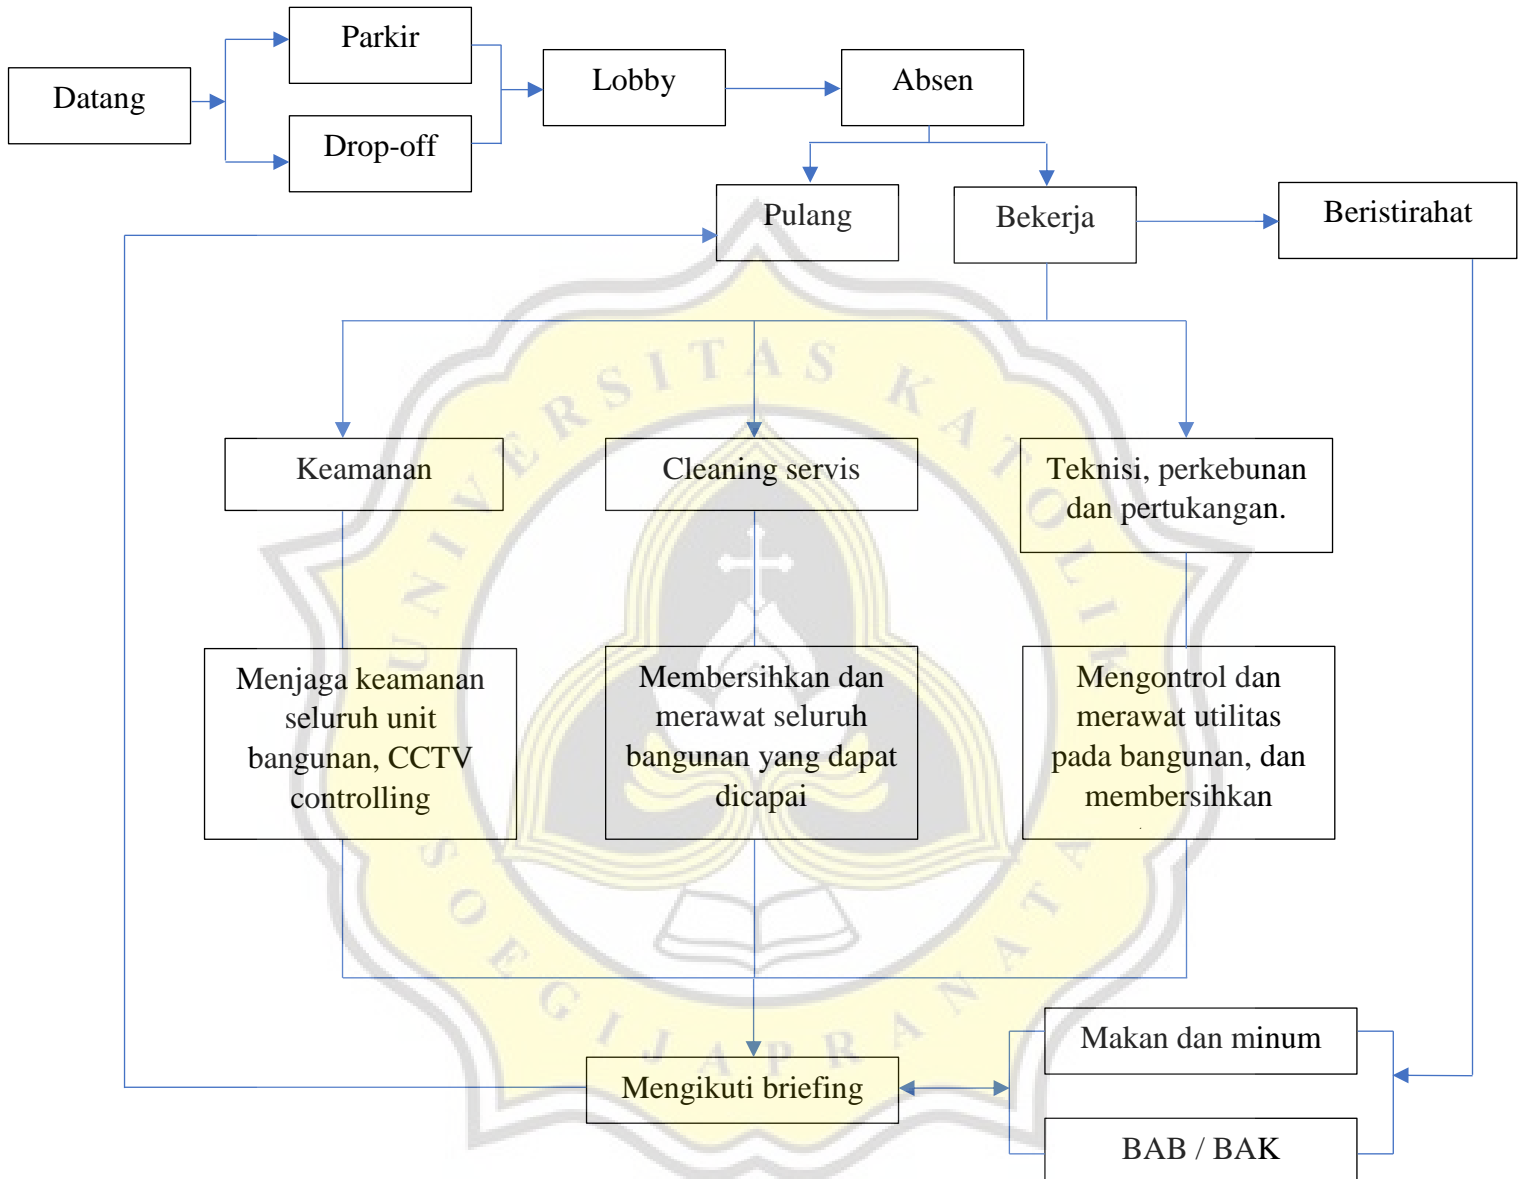 Parkir
Datang
Drop-off
Lobby
Absen
Pulang
Bekerja
Beristirahat
UNIVERSITAS KATOLIK
SOEGIJAPRANATA
Keamanan
Cleaning servis
Teknisi, perkebunan
dan pertukangan.
Menjaga keamanan
seluruh unit
bangunan, CCTV
controlling
Membersihkan dan
merawat seluruh
bangunan yang dapat
dicapai
Mengontrol dan
merawat utilitas
pada bangunan, dan
membersihkan
Mengikuti briefing
Makan dan minum
BAB / BAK